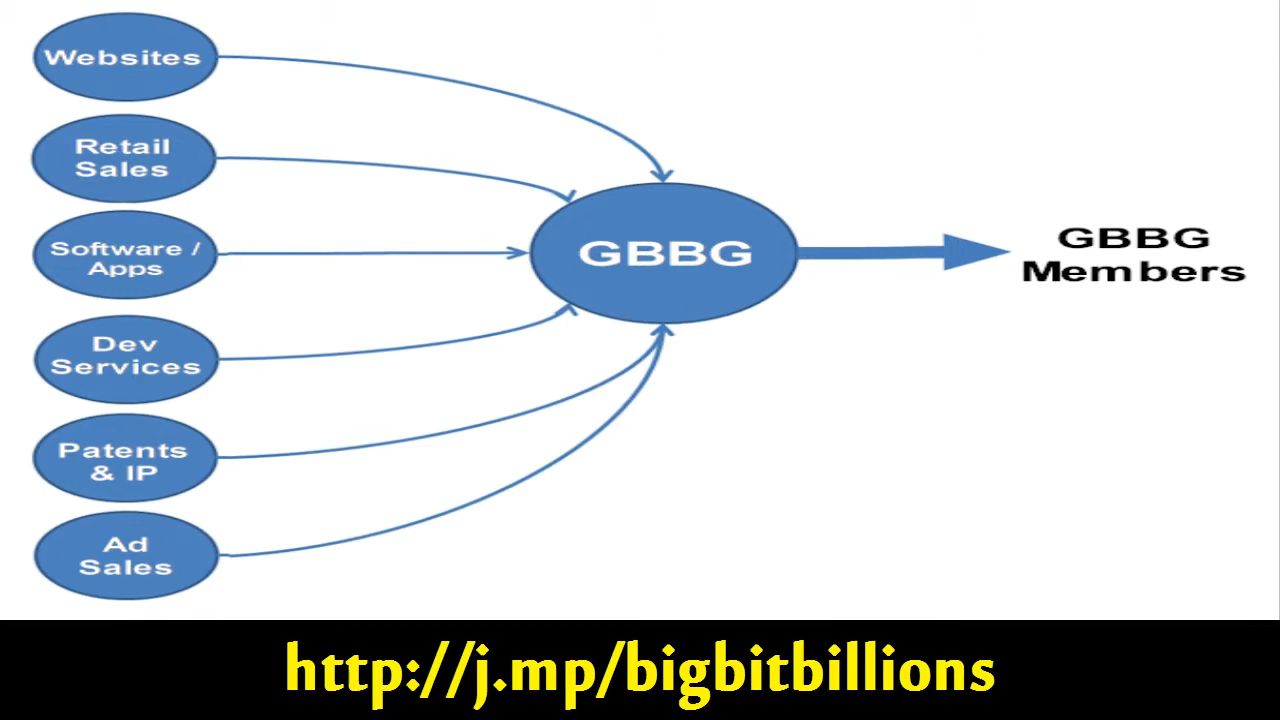 Websites
Retail
Sales
Software /
Apps
Dev
Services
Patents
& IP
Ad
Sales
GBBG
GBBG
Members
http://j.mp/bigbitbillions